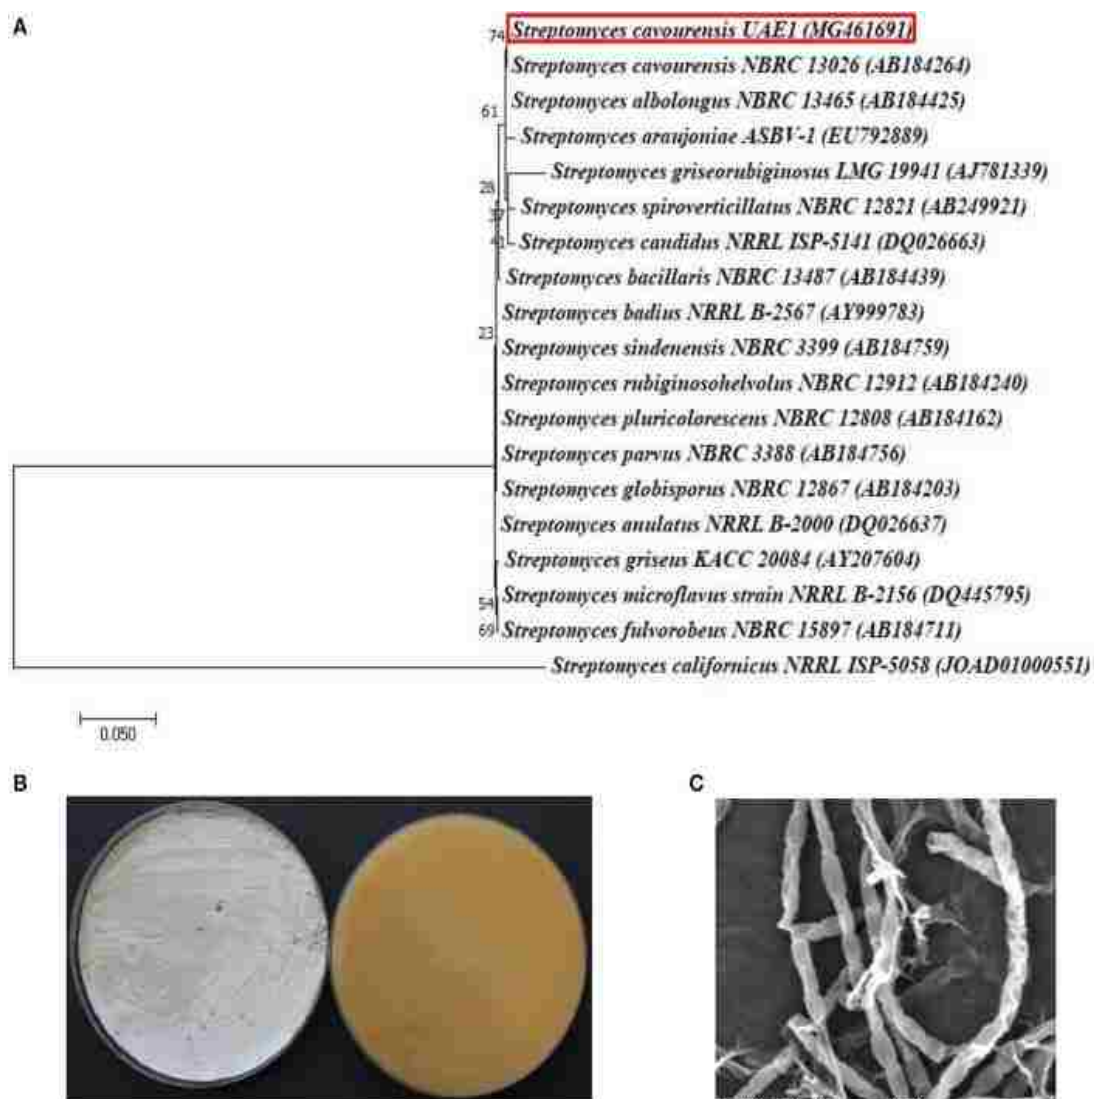 A
74 Streptomyces cavourensis UAE1 (MG461691)
Streptomyces cavourensis NBRC 13026 (AB184264)
Streptomyces albolongus NBRC 13465 (AB184425)
61
Streptomyces araujoniae ASBV-1 (EU792889)
Streptomyces griseorubiginosus LMG 19941 (AJ781339)
28
Streptomyces spiroverticillatus NBRC 12821 (AB249921)
37
41 Streptomyces candidus NRRL ISP-5141 (DQ026663)
Streptomyces bacillaris NBRC 13487 (AB184439)
Streptomyces badius NRRL B-2567 (AY999783)
23
Streptomyces sindenensis NBRC 3399 (AB184759)
Streptomyces rubiginosohelvolus NBRC 12912 (AB184240)
Streptomyces pluricolorescens NBRC 12808 (AB184162)
Streptomyces parvus NBRC 3388 (AB184756)
Streptomyces globisporus NBRC 12867 (AB184203)
Streptomyces anulatus NRRL B-2000 (DQ026637)
Streptomyces griseus KACC 20084 (AY207604)
Streptomyces microflavus strain NRRL B-2156 (DQ445795)
54
69 Streptomyces fulvorobeus NBRC 15897 (AB184711)
Streptomyces californicus NRRL ISP-5058 (JOAD01000551)
0.050
B
C